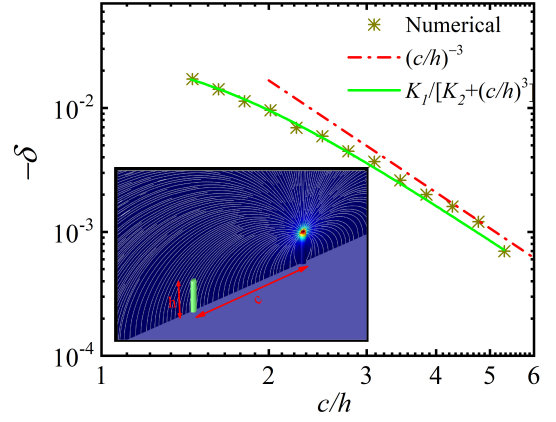 Numerical
(c/h)⁻³
K₁/[K₂+(c/h)³
10⁻²
10⁻³
10⁻⁴
−δ
h
c
1 2 3 4 5 6
c/h